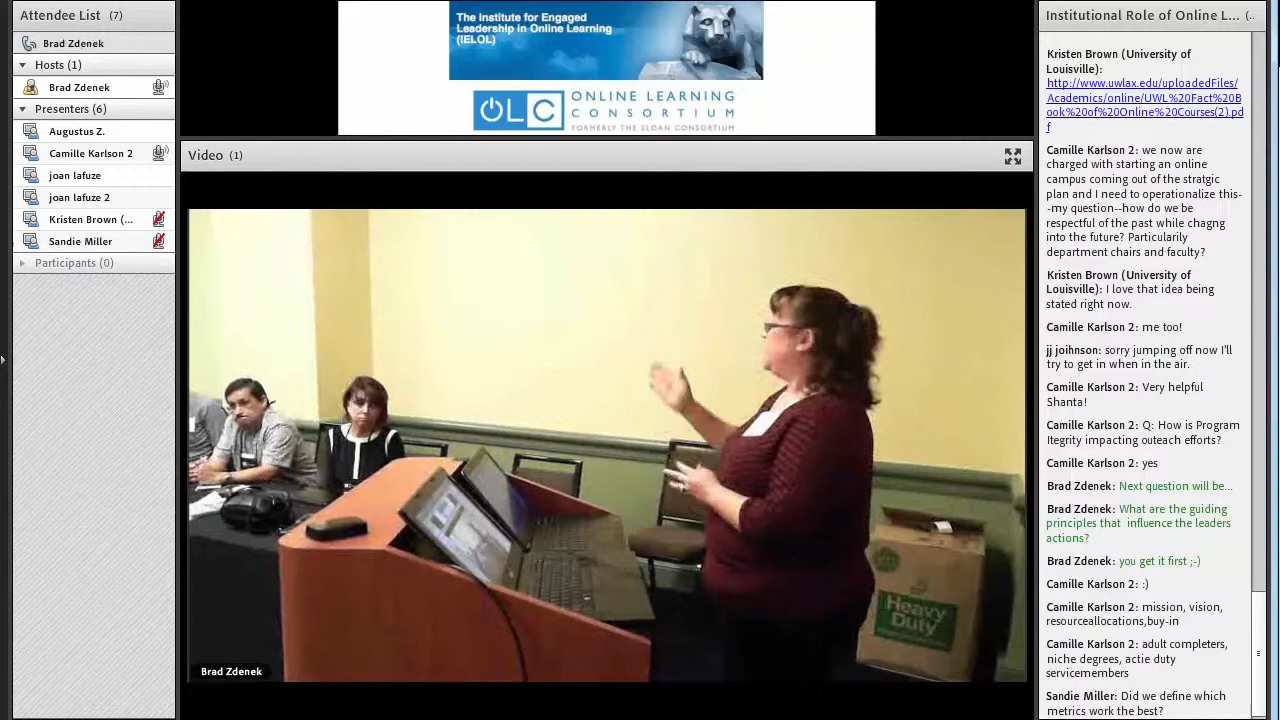 Attendee List (7)
Brad Zdenek
Hosts (1)
Brad Zdenek
Presenters (6)
Augustus Z.
Camille Karlson 2
joan lafuze
joan lafuze 2
Kristen Brown (...
Sandie Miller
Participants (0)
The Institute for Engaged
Leadership in Online Learning
(IELOL)
OLC
ONLINE LEARNING
CONSORTIUM
FORMERLY THE SLOAN CONSORTIUM
Video (1)
Heavy
Duty
Brad Zdenek
Institutional Role of Online L... (..
Kristen Brown (University of
Louisville):
http://www.uwlax.edu/uploadedFiles/
Academics/online/UWL%20Fact%20B
ook%20of%20Online%20Courses(2).pd
f
Camille Karlson 2: we now are
charged with starting an online
campus coming out of the stratgic
plan and I need to operationalize this-
-my question--how do we be
respectful of the past while chagng
into the future? Particularily
department chairs and faculty?
Kristen Brown (University of
Louisville): I love that idea being
stated right now.
Camille Karlson 2: me too!
jj joihnson: sorry jumping off now I'll
try to get in when in the air.
Camille Karlson 2: Very helpful
Shanta!
Camille Karlson 2: Q: How is Program
Itegrity impacting outeach efforts?
Camille Karlson 2: yes
Brad Zdenek: Next question will be...
Brad Zdenek: What are the guiding
principles that influence the leaders
actions?
Brad Zdenek: you get it first ;-)
Camille Karlson 2: :)
Camille Karlson 2: mission, vision,
resourceallocations,buy-in
Camille Karlson 2: adult completers,
niche degrees, actie duty
servicemembers
Sandie Miller: Did we define which
metrics work the best?